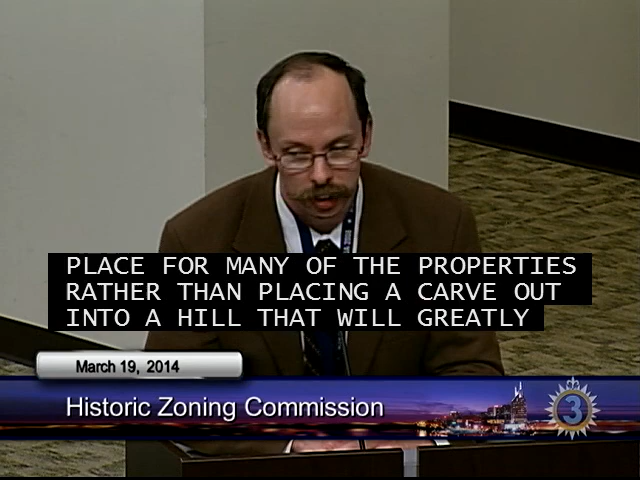 PLACE FOR MANY OF THE PROPERTIES
RATHER THAN PLACING A CARVE OUT
INTO A HILL THAT WILL GREATLY
March 19, 2014
Historic Zoning Commission
3